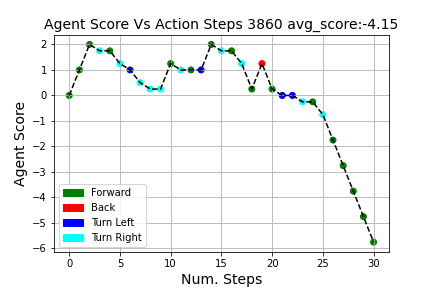 Agent Score Vs Action Steps 3860 avg_score:-4.15
Agent Score
2
1
0
−1
−2
−3
−4
−5
−6
Forward
Back
Turn Left
Turn Right
0 5 10 15 20 25 30
Num. Steps